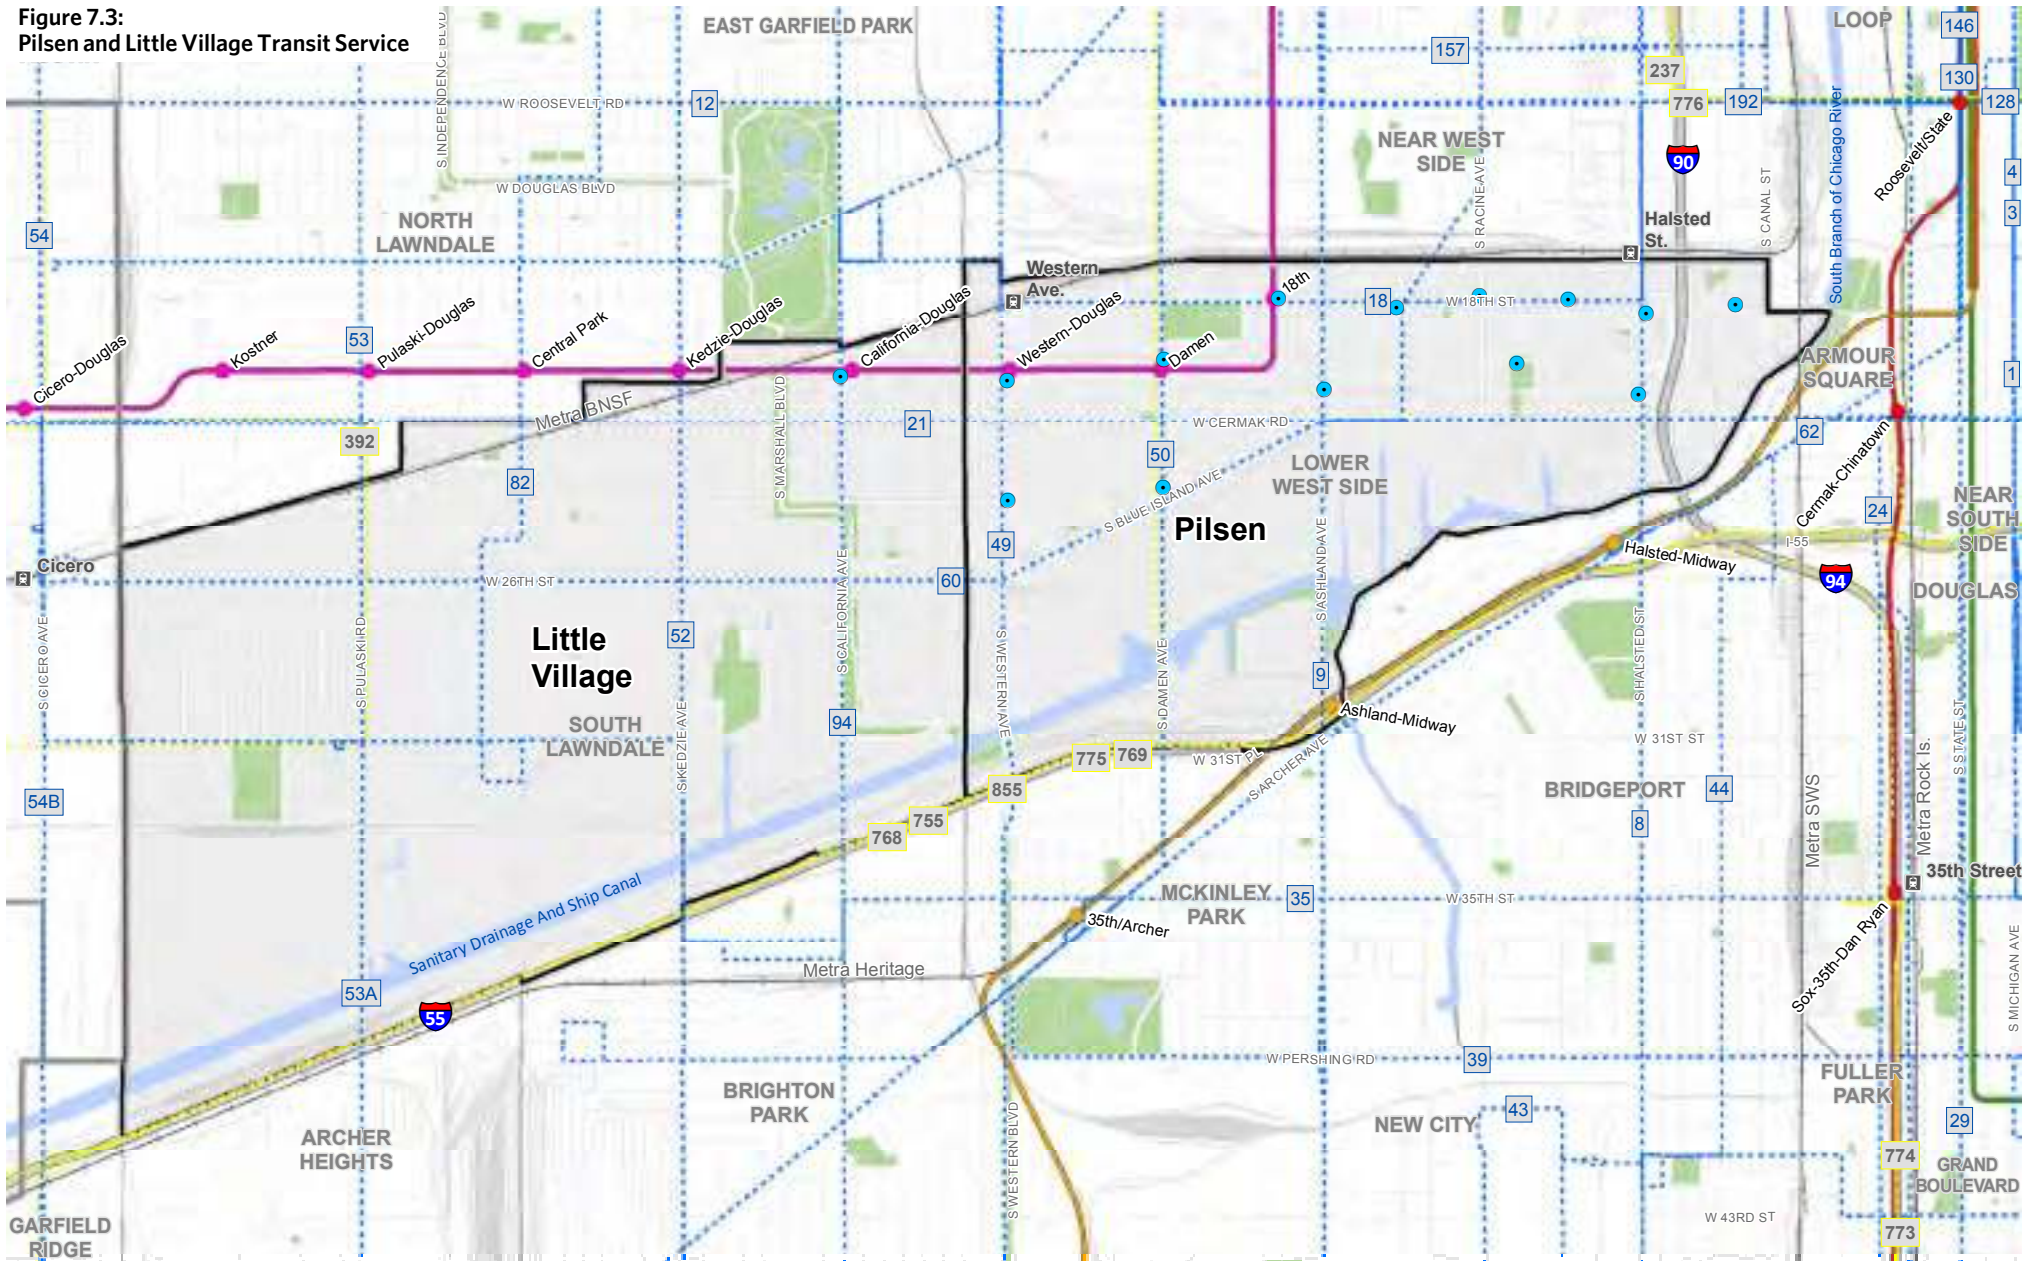 Figure 7.3:
Pilsen and Little Village Transit Service
EAST GARFIELD PARK
LOOP
146
157
237
130
S INDEPENDENCE BLVD
W ROOSEVELT RD
12
776
192
128
NEAR WEST
SIDE
90
Roosevelt/State
South Branch of Chicago River
S RACINE AVE
S CANAL ST
W DOUGLAS BLVD
4
3
NORTH
LAWNDALE
54
Halsted
St.
Western
Ave.
18th
18
W 18TH ST
53
Cicero-Douglas
Kostner
Pulaski-Douglas
Central Park
Kedzie-Douglas
California-Douglas
Western-Douglas
Damen
ARMOUR
SQUARE
1
Metra BNSF
S MARSHALL BLVD
21
W CERMAK RD
62
392
50
LOWER
WEST SIDE
Cermak-Chinatown
82
S BLUE ISLAND AVE
Pilsen
24
NEAR
SOUTH
SIDE
49
S ASHLAND AVE
Halsted-Midway
I-55
94
Cicero
W 26TH ST
60
DOUGLAS
S CICERO AVE
S PULASKI RD
Little
Village
52
S CALIFORNIA AVE
S WESTERN AVE
S DAMEN AVE
9
S HALSTED ST
SOUTH
LAWNDALE
94
S KEDZIE AVE
Ashland-Midway
W 31ST PL
S ARCHER AVE
W 31ST ST
S STATE ST
775
769
855
755
768
54B
BRIDGEPORT
44
8
Metra SWS
Metra Rock Is.
35th Street
MCKINLEY
PARK
35
W 35TH ST
35th/Archer
Sox-35th-Dan Ryan
Sanitary Drainage And Ship Canal
Metra Heritage
S MICHIGAN AVE
53A
55
W PERSHING RD
39
BRIGHTON
PARK
FULLER
PARK
S WESTERN BLVD
NEW CITY
43
29
ARCHER
HEIGHTS
774
GRAND
BOULEVARD
W 43RD ST
773
GARFIELD
RIDGE